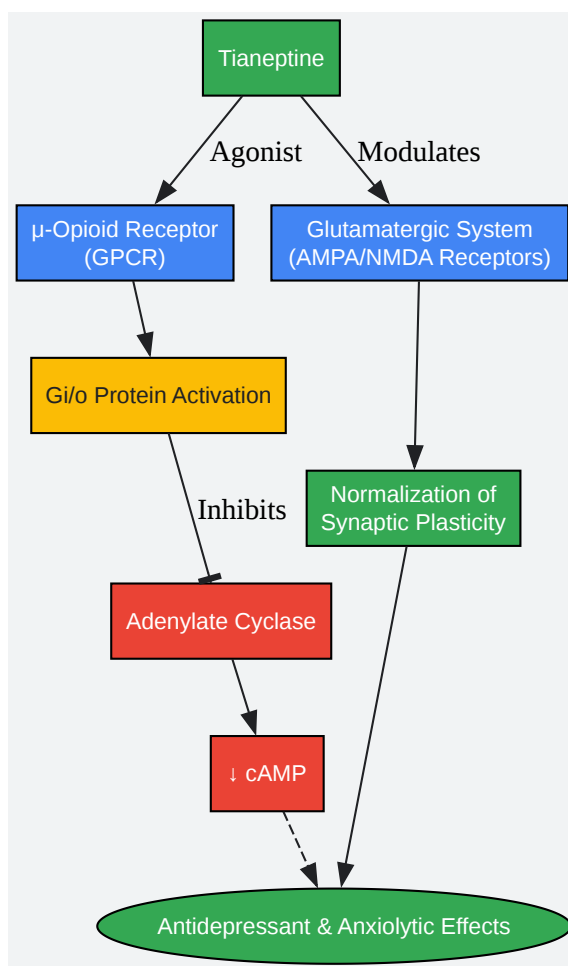 Tianeptine
Agonist
Modulates
μ-Opioid Receptor
(GPCR)
Glutamatergic System
(AMPA/NMDA Receptors)
Gi/o Protein Activation
Normalization of
Synaptic Plasticity
Inhibits
Adenylate Cyclase
↓ cAMP
Antidepressant & Anxiolytic Effects